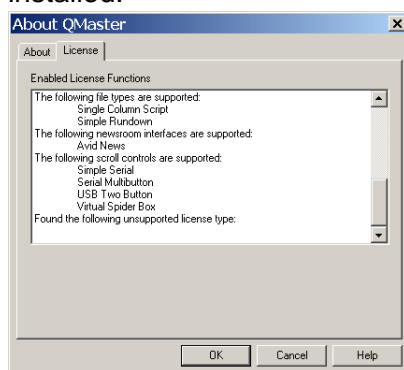 installed.
About QMaster
About License
Enabled License Functions
The following file types are supported:
Single Column Script
Simple Rundown
The following newsroom interfaces are supported:
Avid News
The following scroll controls are supported:
Simple Serial
Serial Multibutton
USB Two Button
Virtual Spider Box
Found the following unsupported license type:
OK Cancel Help